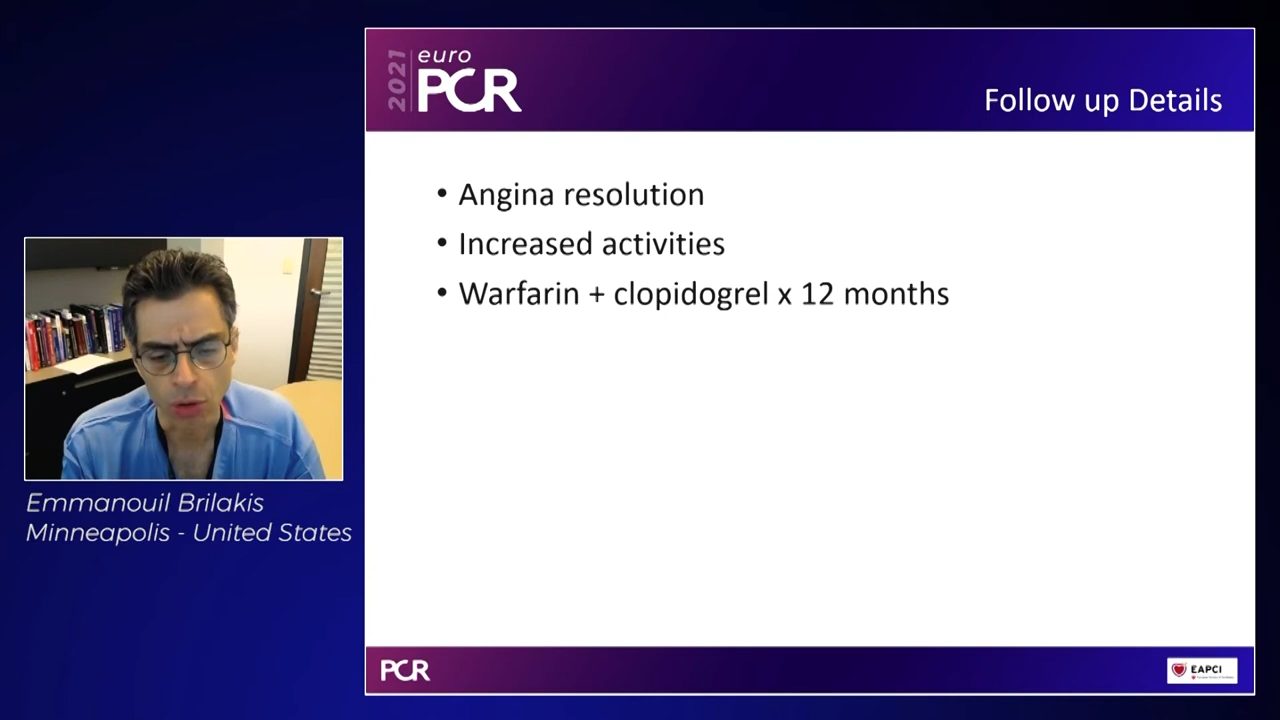 2021
euro
PCR
Follow up Details
• Angina resolution
• Increased activities
• Warfarin + clopidogrel x 12 months
Emmanouil Brilakis
Minneapolis - United States
PCR
EAPCI